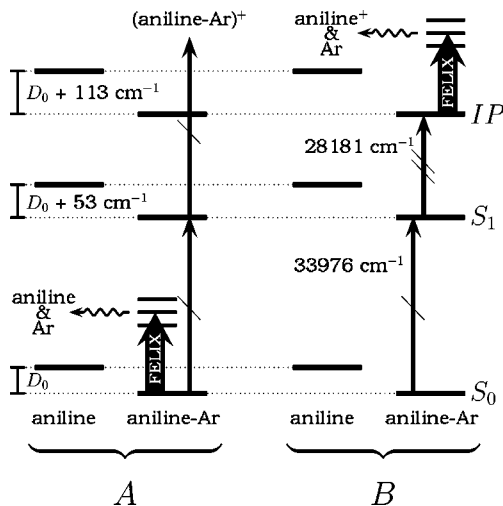 (aniline-Ar)⁺
aniline⁺
&
Ar
FELIX
D₀ + 113 cm⁻¹
IP
28181 cm⁻¹
D₀ + 53 cm⁻¹
S₁
33976 cm⁻¹
aniline
&
Ar
FELIX
D₀
S₀
aniline aniline-Ar aniline aniline-Ar
A B